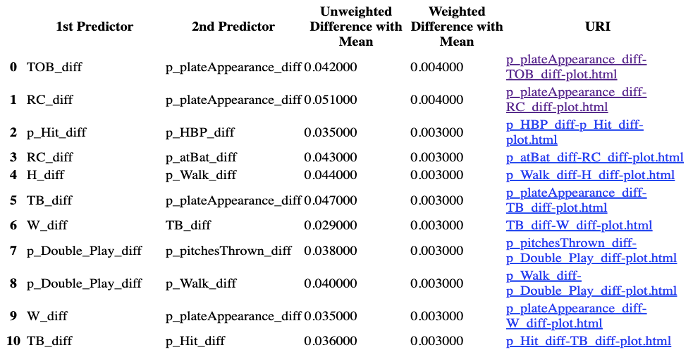 1st Predictor 2nd Predictor Unweighted Difference with Mean Weighted Difference with Mean URI
0 TOB_diff p_plateAppearance_diff 0.042000 0.004000 p_plateAppearance_diff-TOB_diff-plot.html
1 RC_diff p_plateAppearance_diff 0.051000 0.004000 p_plateAppearance_diff-RC_diff-plot.html
2 p_Hit_diff p_HBP_diff 0.035000 0.003000 p_HBP_diff-p_Hit_diff-plot.html
3 RC_diff p_atBat_diff 0.043000 0.003000 p_atBat_diff-RC_diff-plot.html
4 H_diff p_Walk_diff 0.044000 0.003000 p_Walk_diff-H_diff-plot.html
5 TB_diff p_plateAppearance_diff 0.047000 0.003000 p_plateAppearance_diff-TB_diff-plot.html
6 W_diff TB_diff 0.029000 0.003000 TB_diff-W_diff-plot.html
7 p_Double_Play_diff p_pitchesThrown_diff 0.038000 0.003000 p_pitchesThrown_diff-p_Double_Play_diff-plot.html
8 p_Double_Play_diff p_Walk_diff 0.040000 0.003000 p_Walk_diff-p_Double_Play_diff-plot.html
9 W_diff p_plateAppearance_diff 0.035000 0.003000 p_plateAppearance_diff-W_diff-plot.html
10 TB_diff p_Hit_diff 0.036000 0.003000 p_Hit_diff-TB_diff-plot.html